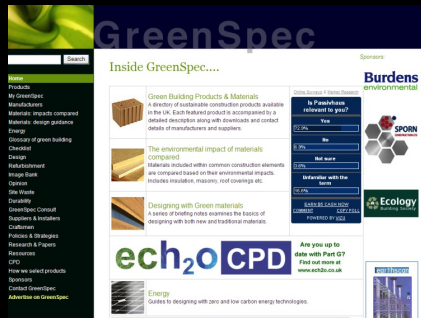 GreenSpec
Search
Home
Products
My GreenSpec
Manufacturers
Materials: impacts compared
Materials: design guidance
Energy
Glossary of green building
Checklist
Design
Refurbishment
Image Bank
Opinion
Site Waste
Durability
GreenSpec Consult
Suppliers & Installers
Craftsmen
Policies & Strategies
Research & Papers
Resources
CPD
How we select products
Sponsors
Contact GreenSpec
Advertise on GreenSpec
Inside GreenSpec....
Green Building Products & Materials
A directory of sustainable construction products available
in the UK. Each featured product is accompanied by a
detailed description along with downloads and contact
details of manufacturers and suppliers.
The environmental impact of materials
compared
Materials included within common construction elements
are compared based on their environmental impacts.
Includes insulation, masonry, roof coverings etc.
Designing with Green materials
A series of briefing notes examines the basics of
designing with both new and traditional materials.
ech2o CPD
Are you up
to date with Part G?
Find out more at
www.ech2o.co.uk
Energy
Guides to designing with zero and low carbon energy technologies.
Online Surveys & Market Research
Is Passivhaus
relevant to you?
Yes
72.9%
No
Not sure
Unfamiliar with the
term
EARN $$ CASH NOW
COMMENT COPY POLL
POWERED BY
Sponsors:
Burdens
environmental
SPORN
Ecology
Building Society
earthscan